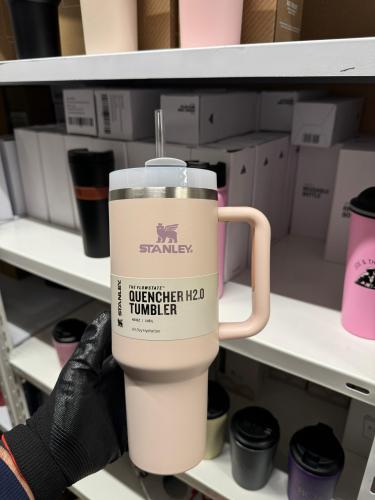 STANLEY
THE FLOWSTATE™
QUENCHER H2.0
TUMBLER
STANLEY